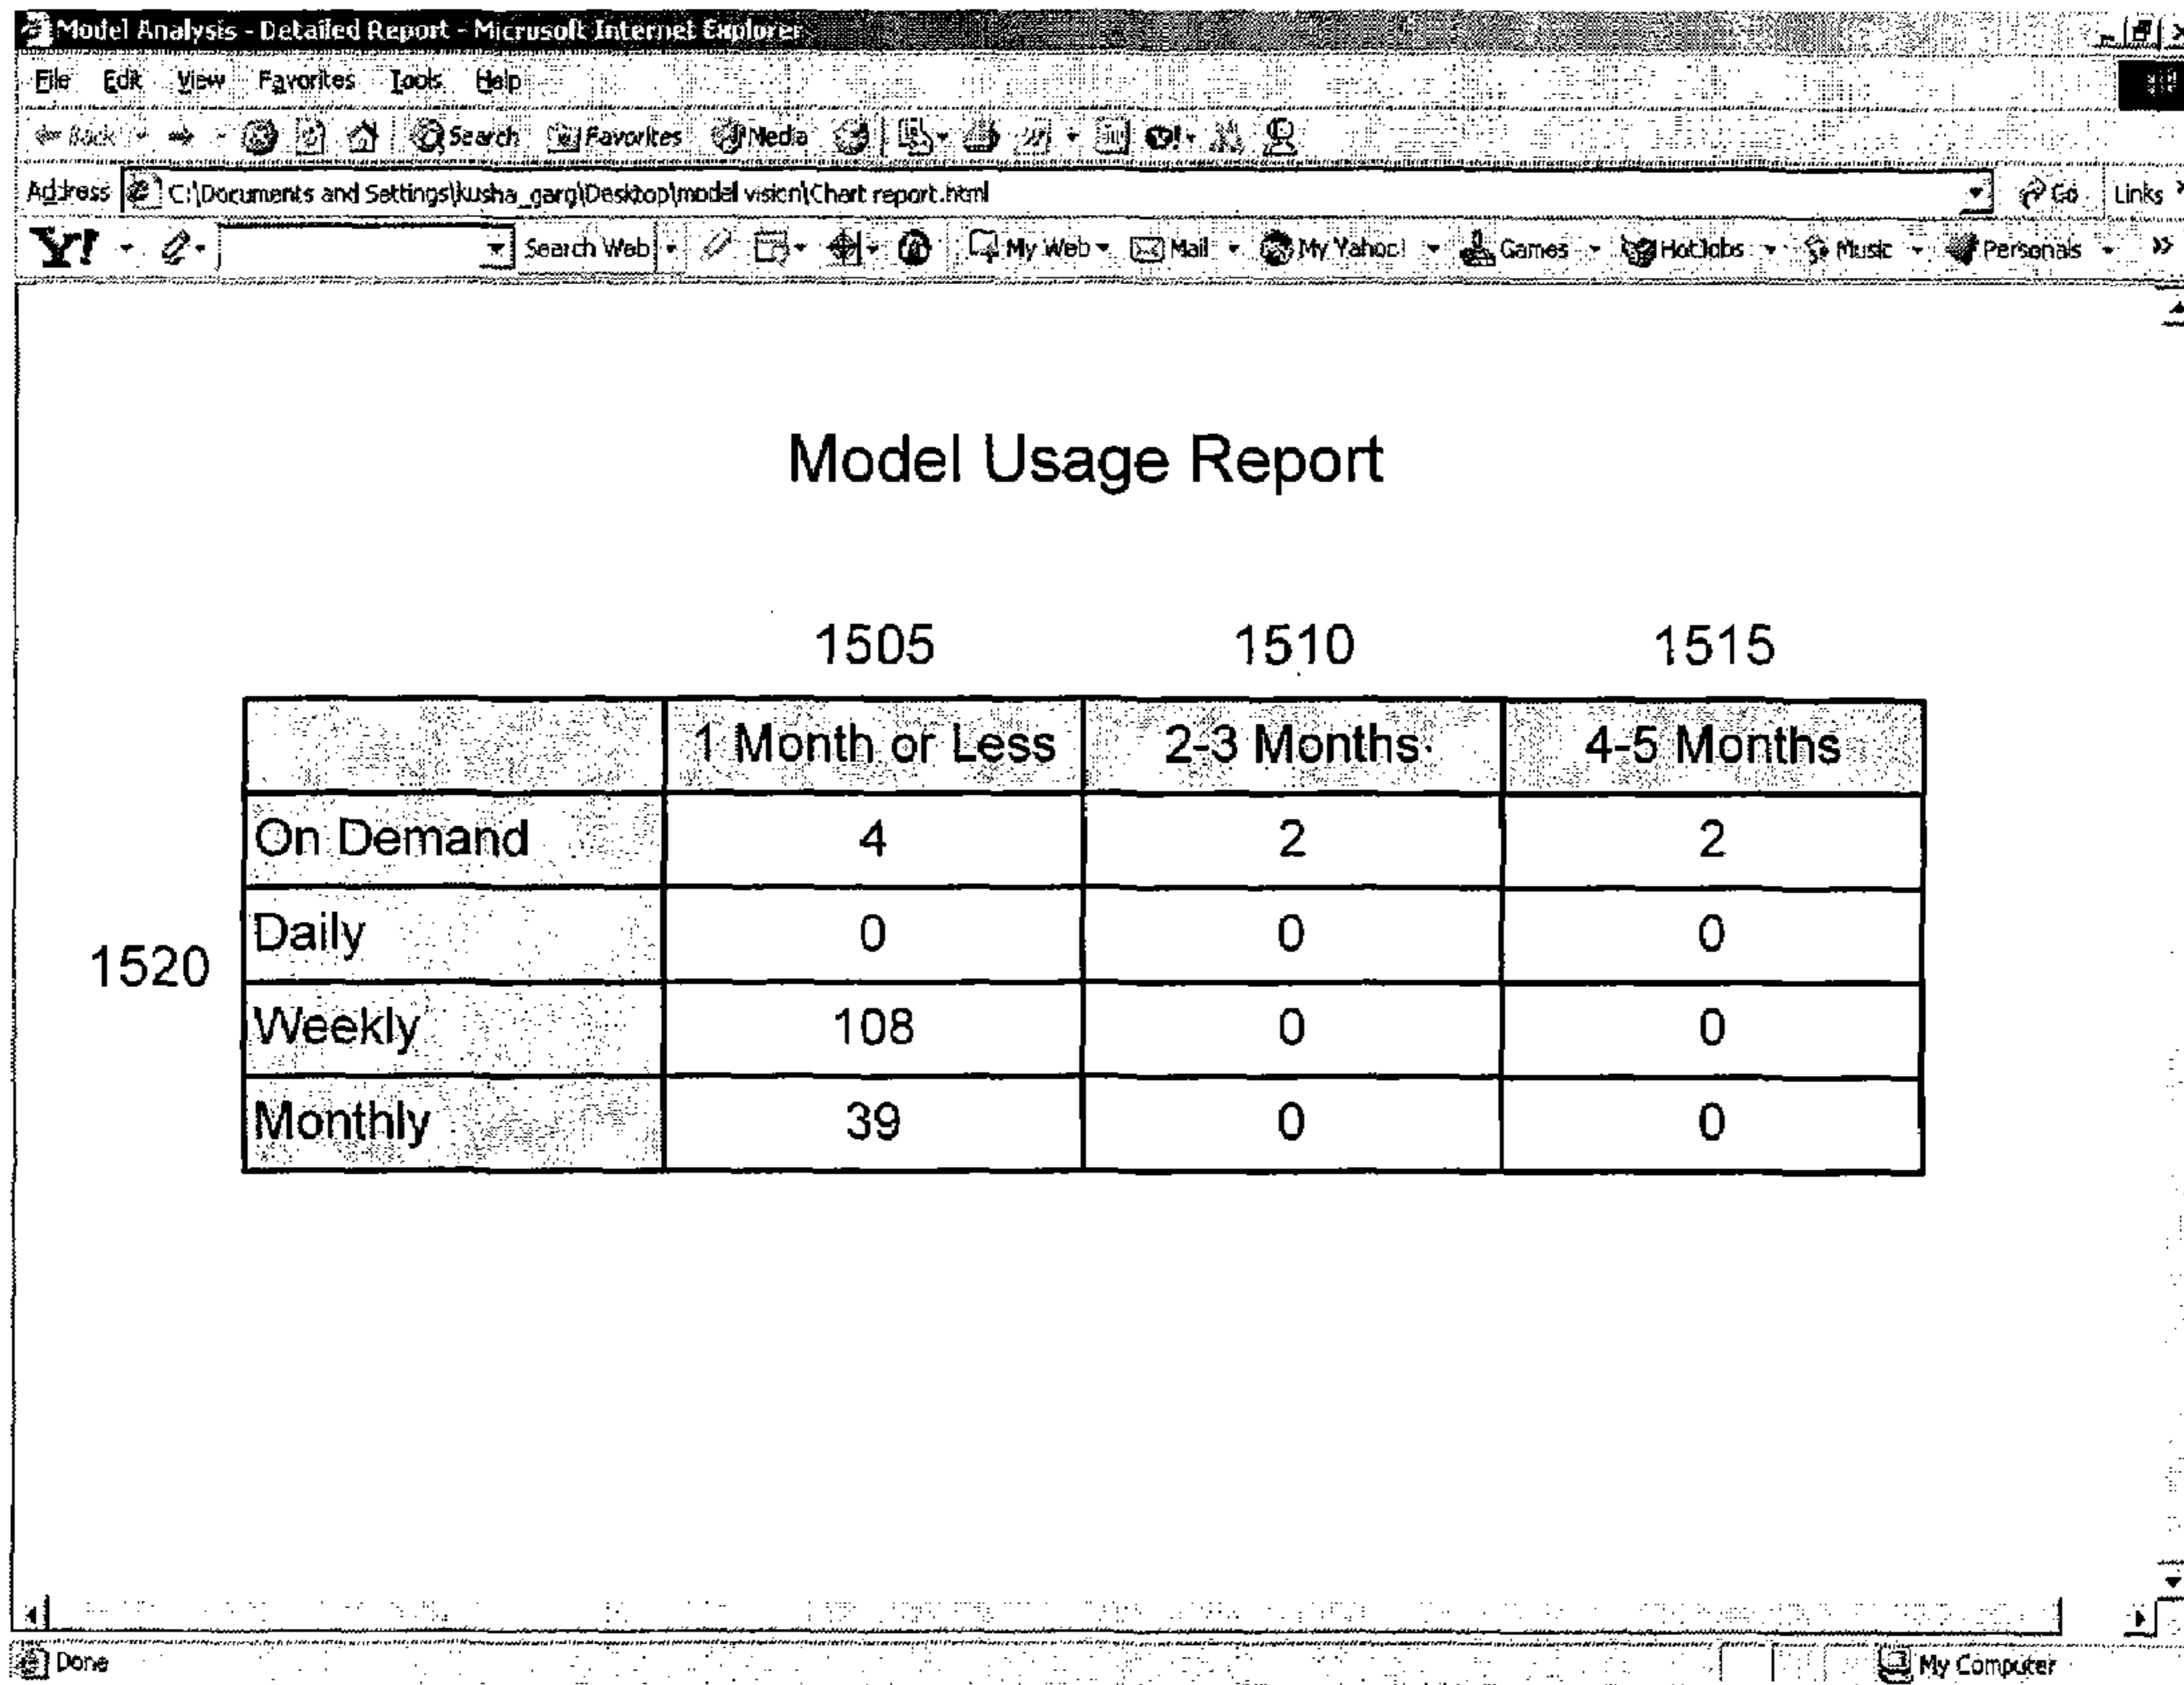 Model Analysis - Detailed Report - Microsoft Internet Explorer
File Edit View Favorites Tools Help
Back Search Favorites Media
Address C:\Documents and Settings\kusha_garg\Desktop\model vision\Chart report.html Go Links
Y! Search Web My Web Mail My Yahoo! Games HotJobs Music Personals
Model Usage Report
1505 1510 1515
1 Month or Less 2-3 Months 4-5 Months
On Demand 4 2 2
Daily 0 0 0
1520
Weekly 108 0 0
Monthly 39 0 0
Done My Computer